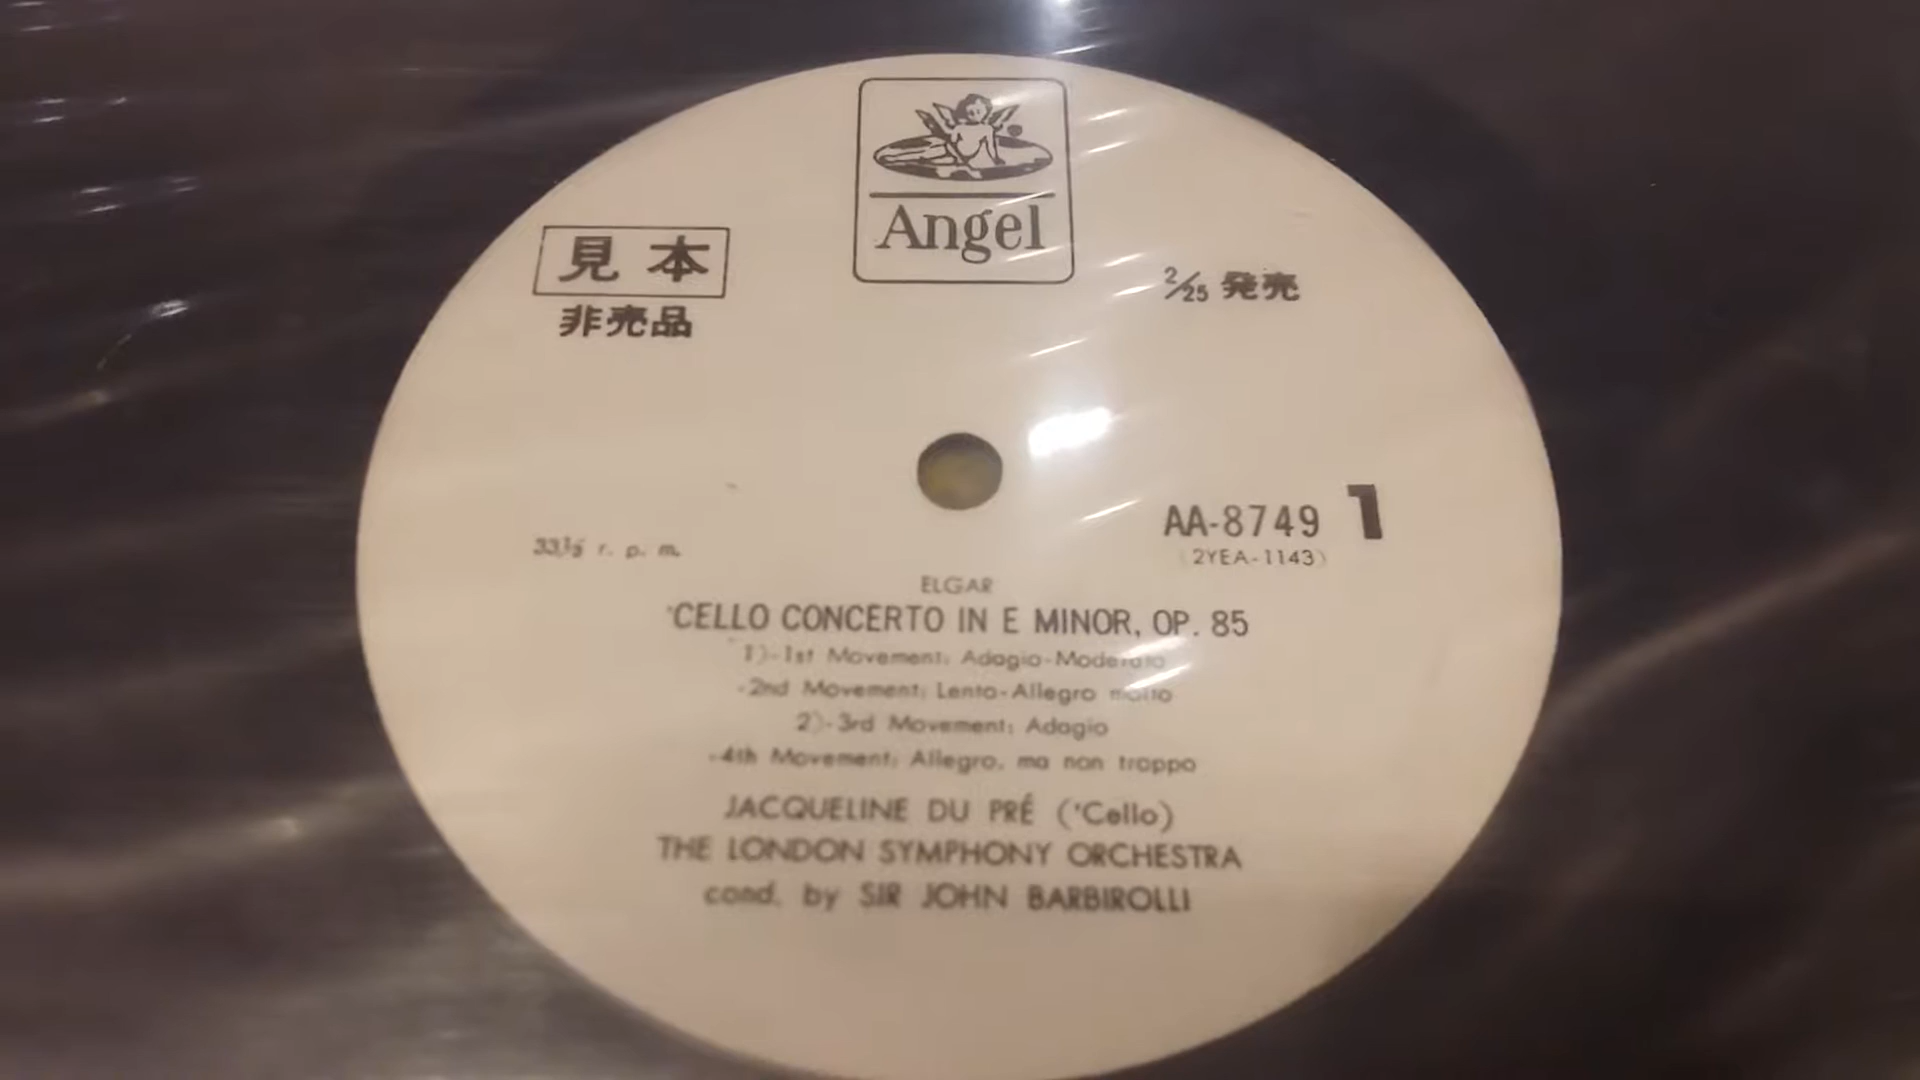 Angel
見本
非売品
2/25 発売
33⅓ r. p. m.
AA-8749 1
(2YEA-1143)
ELGAR
'CELLO CONCERTO IN E MINOR, OP. 85
1)-1st Movement; Adagio-Moderato
-2nd Movement; Lento-Allegro molto
2)-3rd Movement; Adagio
-4th Movement; Allegro, ma non troppo
JACQUELINE DU PRÉ ('Cello)
THE LONDON SYMPHONY ORCHESTRA
cond. by SIR JOHN BARBIROLLI